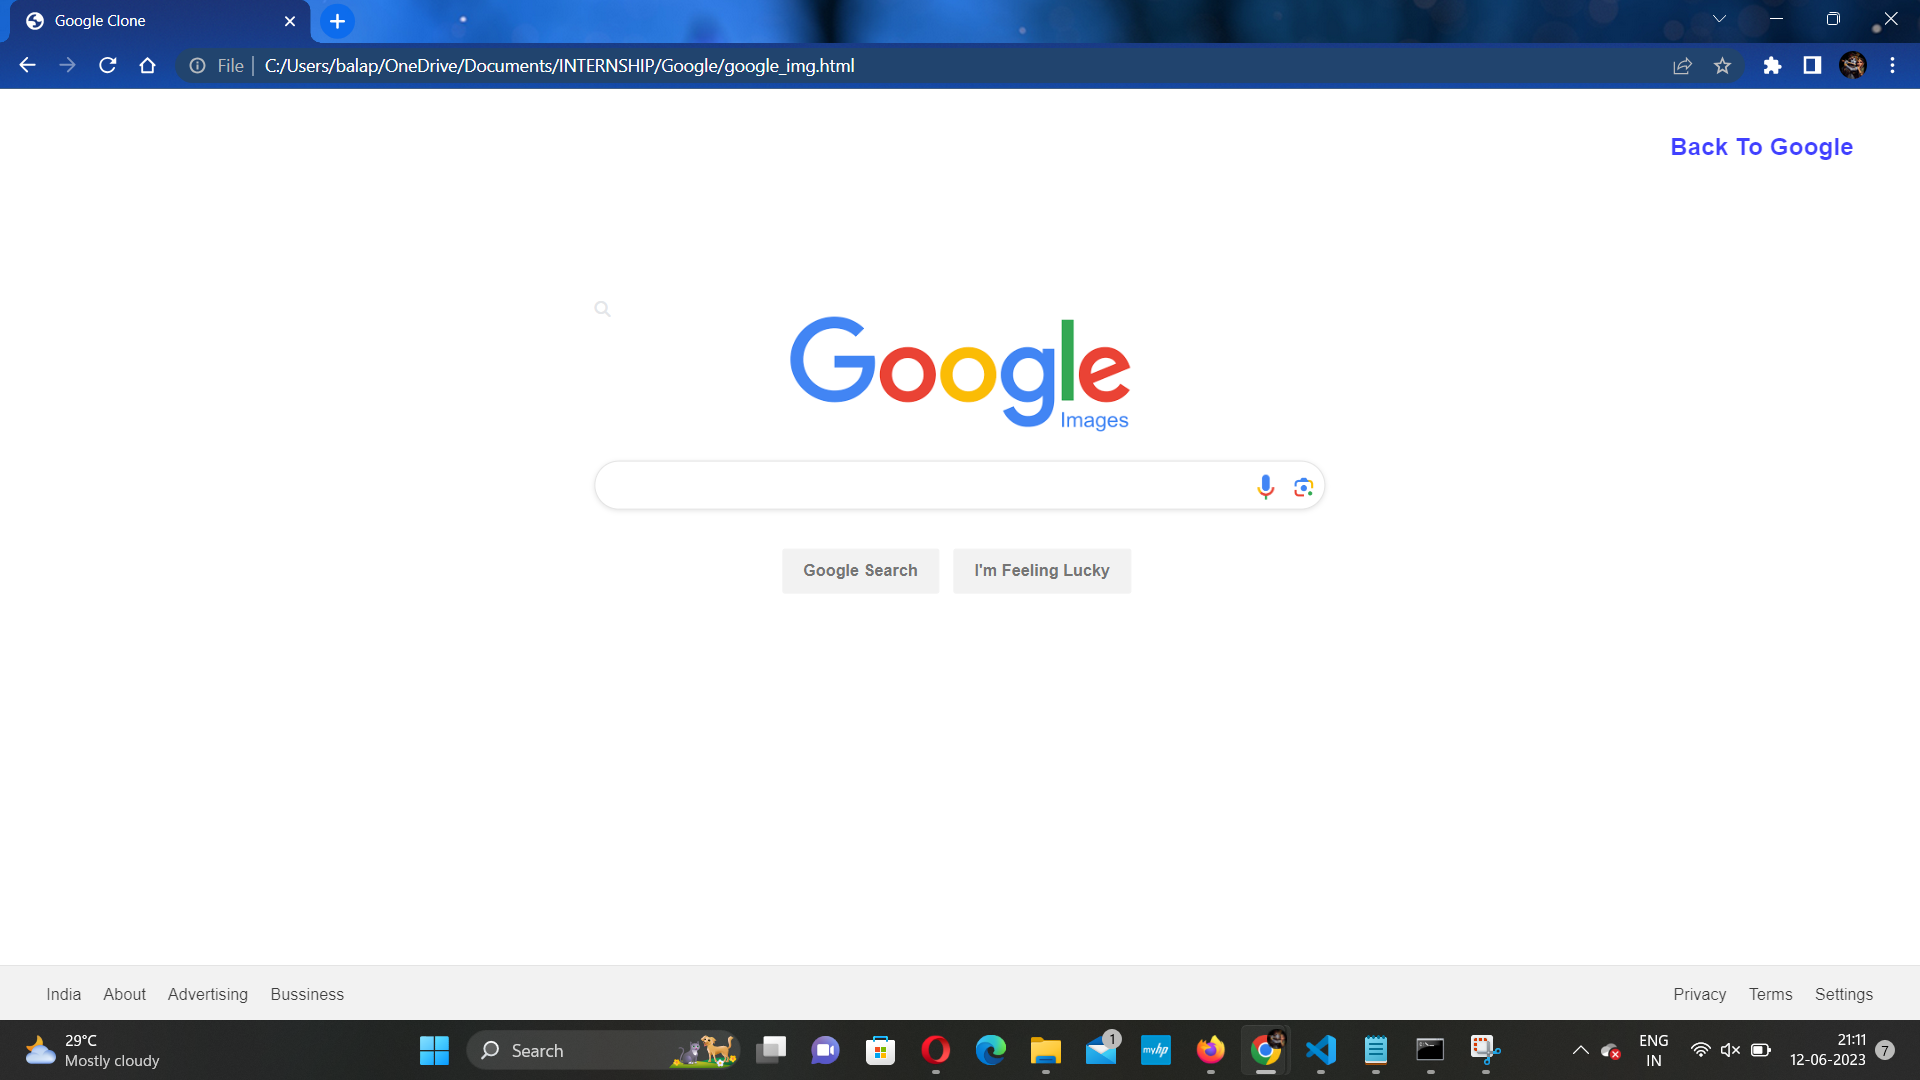 Google Clone
File
C:/Users/balap/OneDrive/Documents/INTERNSHIP/Google/google_img.html
Back To Google
Google
Images
Google Search
I'm Feeling Lucky
India About Advertising Bussiness
Privacy Terms Settings
29°C
Mostly cloudy
Search
1
myhp
ENG
IN
21:11
12-06-2023
7